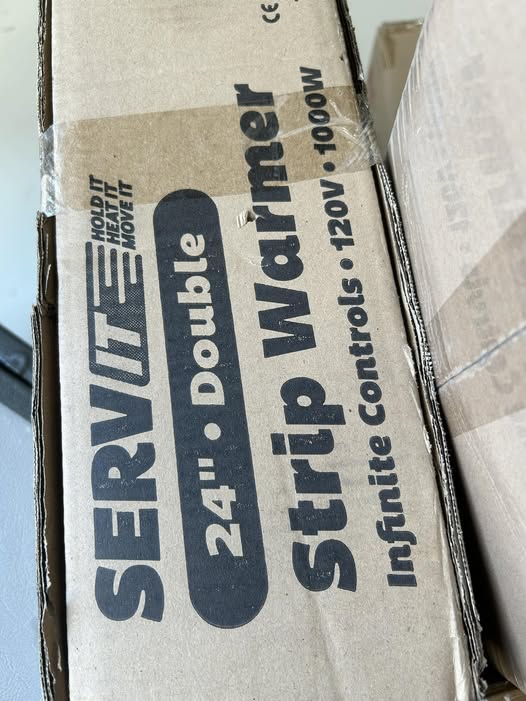 SERVIT
HOLD IT
HEAT IT
MOVE IT
24" • Double
Strip Warmer
Infinite Controls • 120V • 1000W
CE